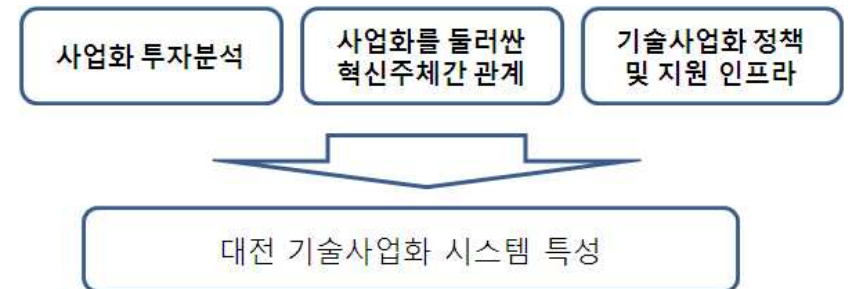 사업화 투자분석
사업화를 둘러싼
혁신주체간 관계
기술사업화 정책
및 지원 인프라
대전 기술사업화 시스템 특성